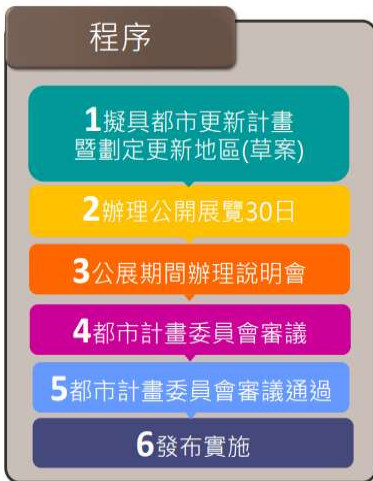 程序
1擬具都市更新計畫
暨劃定更新地區(草案)
2辦理公開展覽30日
3公展期間辦理說明會
4都市計畫委員會審議
5都市計畫委員會審議通過
6發布實施